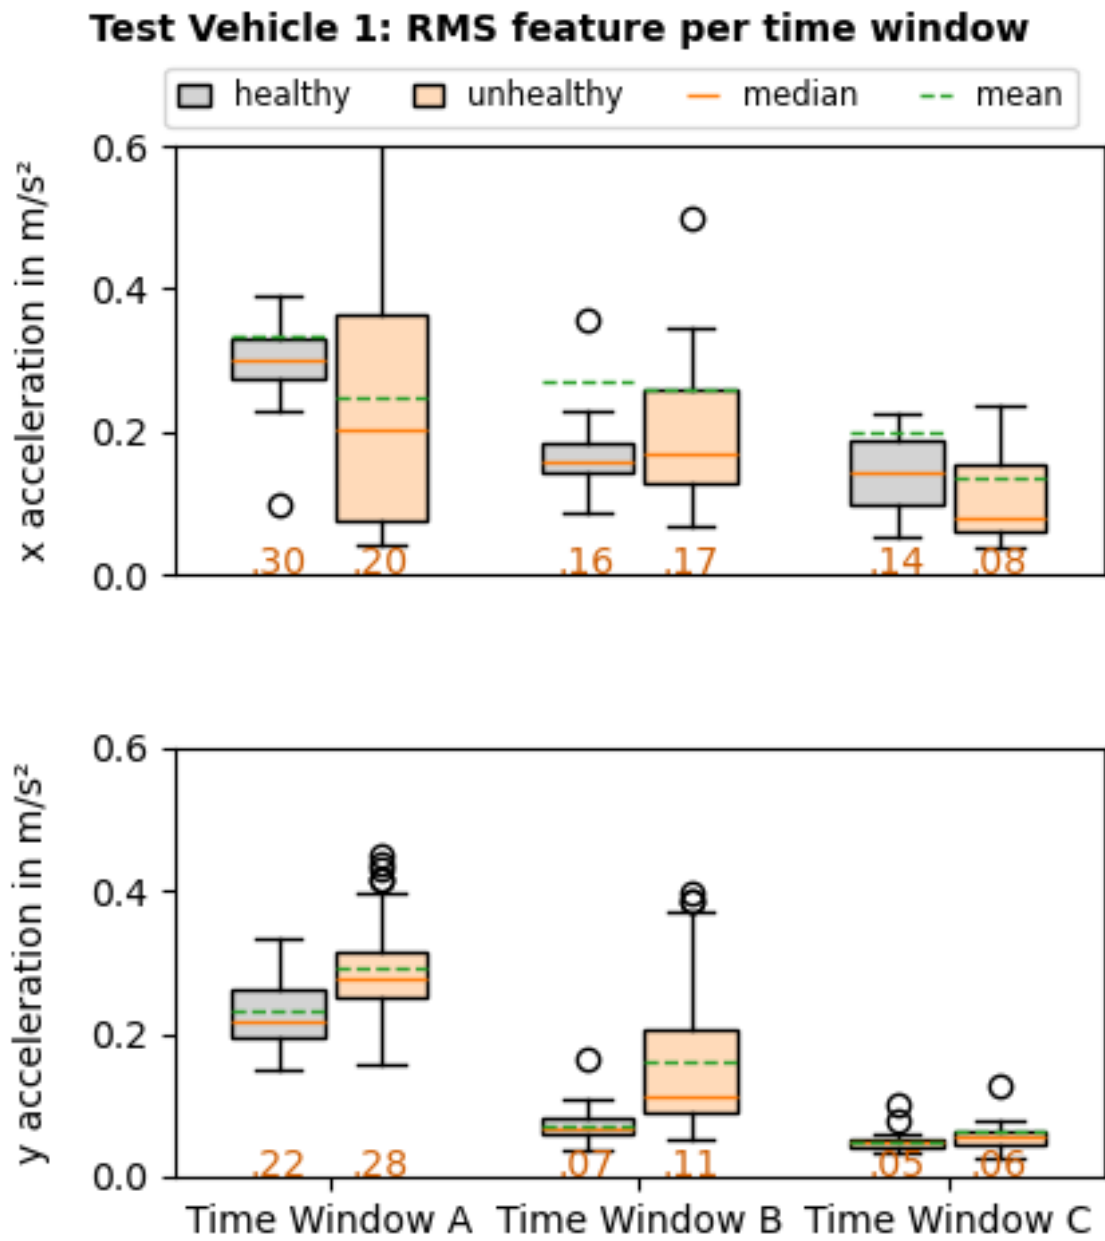 Test Vehicle 1: RMS feature per time window
healthy unhealthy median mean
x acceleration in m/s²
0.6
0.4
0.2
0.0
.30 .20 .16 .17 .14 .08
y acceleration in m/s²
0.6
0.4
0.2
0.0
.22 .28 .07 .11 .05 .06
Time Window A Time Window B Time Window C